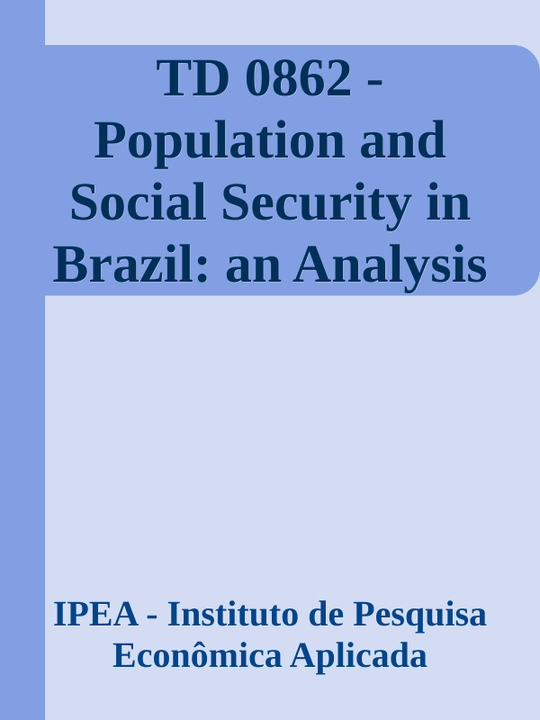 TD 0862 -
Population and
Social Security in
Brazil: an Analysis
IPEA - Instituto de Pesquisa
Econômica Aplicada